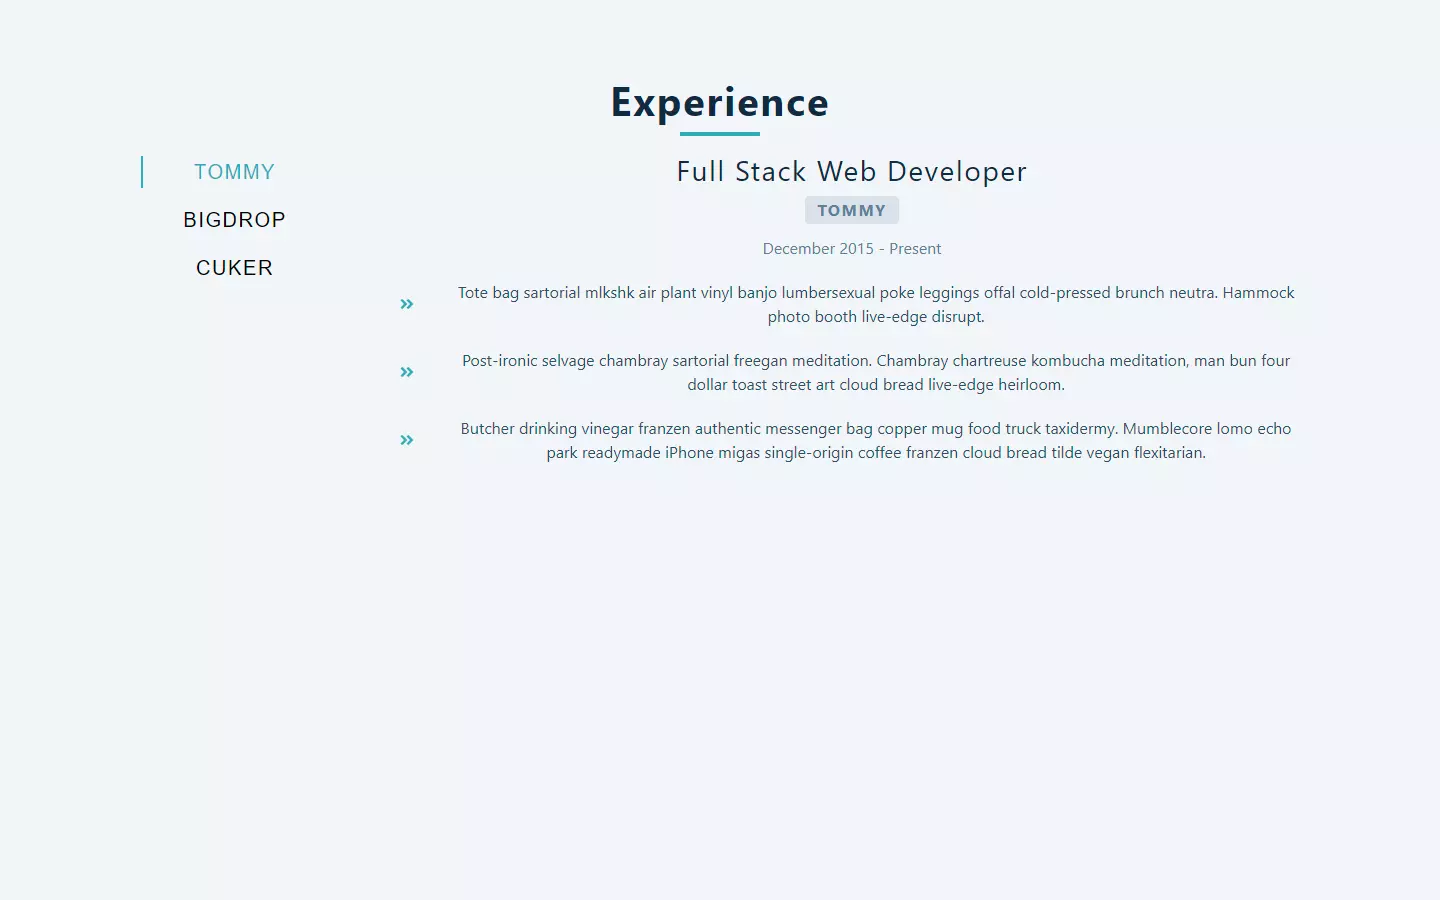 Experience
TOMMY
BIGDROP
CUKER
Full Stack Web Developer
TOMMY
December 2015 - Present
Tote bag sartorial mlkshk air plant vinyl banjo lumbersexual poke leggings offal cold-pressed brunch neutra. Hammock
photo booth live-edge disrupt.
Post-ironic selvage chambray sartorial freegan meditation. Chambray chartreuse kombucha meditation, man bun four
dollar toast street art cloud bread live-edge heirloom.
Butcher drinking vinegar franzen authentic messenger bag copper mug food truck taxidermy. Mumblecore lomo echo
park readymade iPhone migas single-origin coffee franzen cloud bread tilde vegan flexitarian.